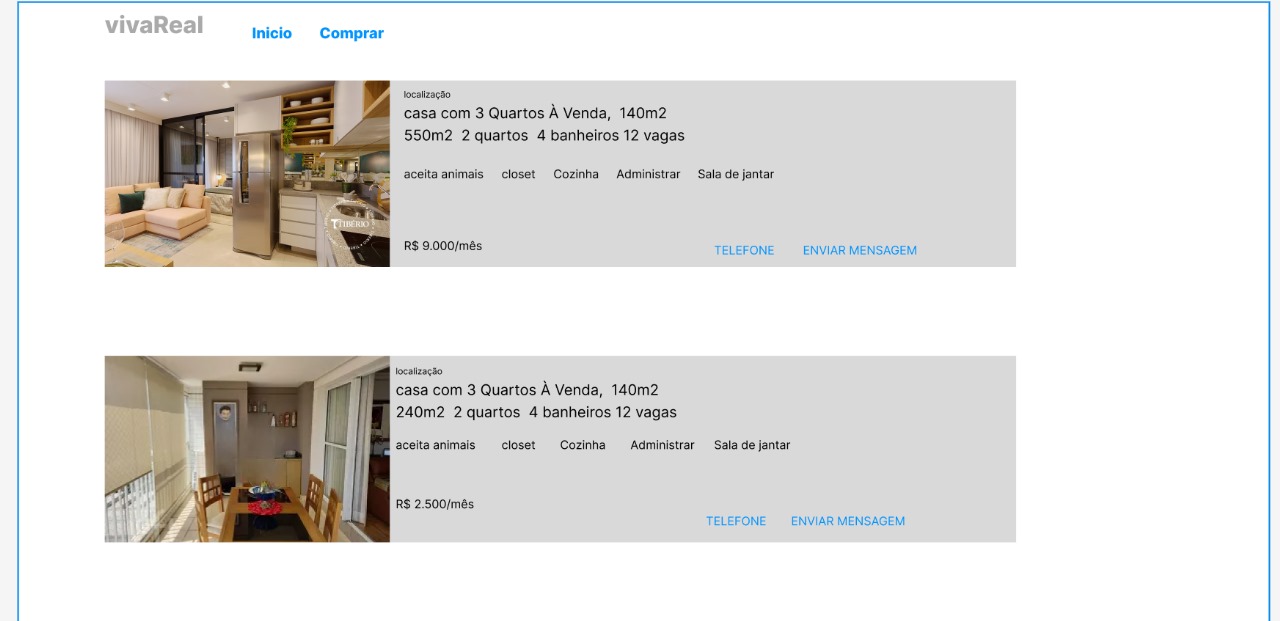 vivaReal
Inicio Comprar
localização
casa com 3 Quartos À Venda, 140m2
550m2 2 quartos 4 banheiros 12 vagas
aceita animais closet Cozinha Administrar Sala de jantar
TIBÉRIO
R$ 9.000/mês
TELEFONE ENVIAR MENSAGEM
localização
casa com 3 Quartos À Venda, 140m2
240m2 2 quartos 4 banheiros 12 vagas
aceita animais closet Cozinha Administrar Sala de jantar
R$ 2.500/mês
TELEFONE ENVIAR MENSAGEM